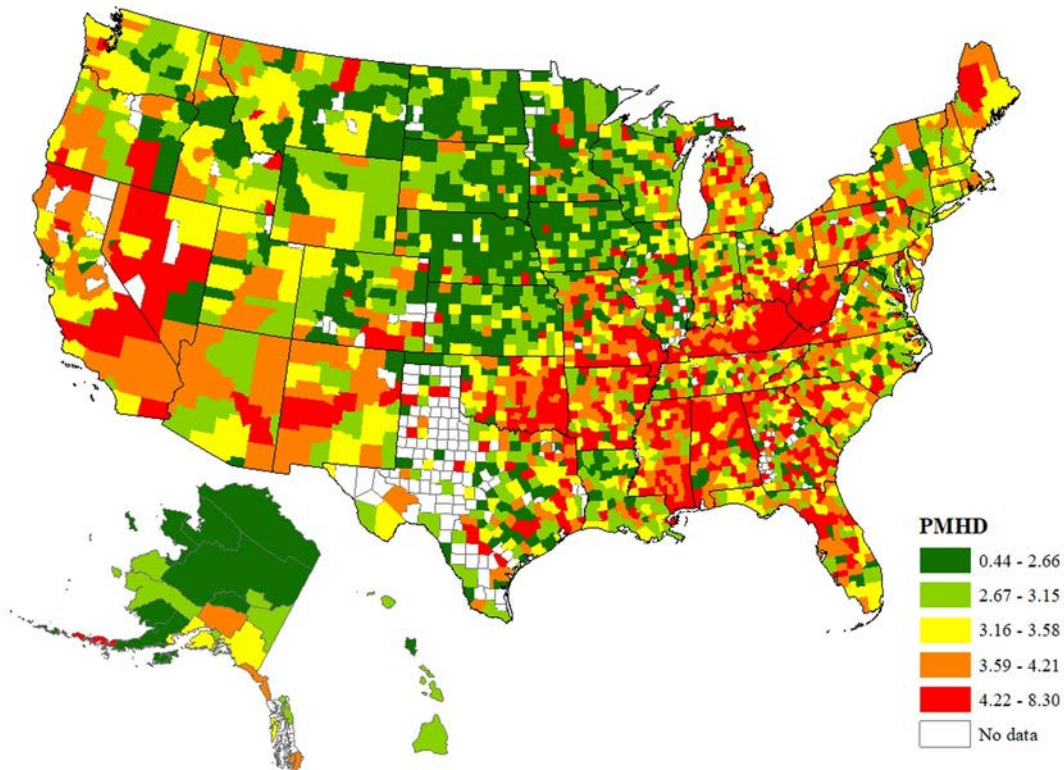 PMHD
0.44 - 2.66
2.67 - 3.15
3.16 - 3.58
3.59 - 4.21
4.22 - 8.30
No data